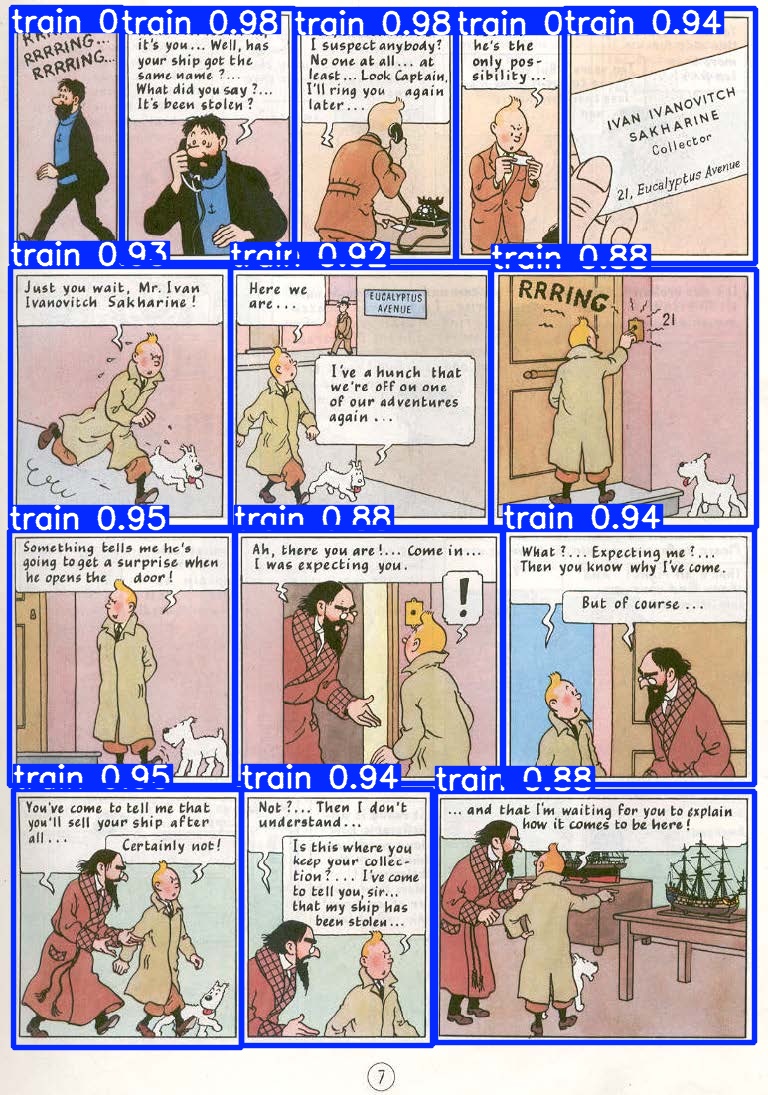 train 0
train 0.98
train 0.98
train 0
train 0.94
RRRRING...
RRRRING...
it's you... Well, has
your ship got the
same name?...
What did you say?...
It's been stolen?
I suspect anybody?
No one at all... at
least... Look Captain,
I'll ring you again
later...
he's the
only pos-
sibility...
IVAN IVANOVITCH
SAKHARINE
Collector
21, Eucalyptus Avenue
train 0.93
train 0.92
train 0.88
Just you wait, Mr. Ivan
Ivanovitch Sakharine!
Here we
are...
EUCALYPTUS
AVENUE
I've a hunch that
we're off on one
of our adventures
again...
RRRING
21
train 0.95
train 0.88
train 0.94
Something tells me he's
going to get a surprise when
he opens the door!
Ah, there you are!... Come in...
I was expecting you.
!
What?... Expecting me?...
Then you know why I've come.
But of course...
train 0.95
train 0.94
train 0.88
You've come to tell me that
you'll sell your ship after
all...
Certainly not!
Not?... Then I don't
understand...
Is this where you
keep your collec-
tion?... I've come
to tell you, sir...
that my ship has
been stolen...
... and that I'm waiting for you to explain
how it comes to be here!
7